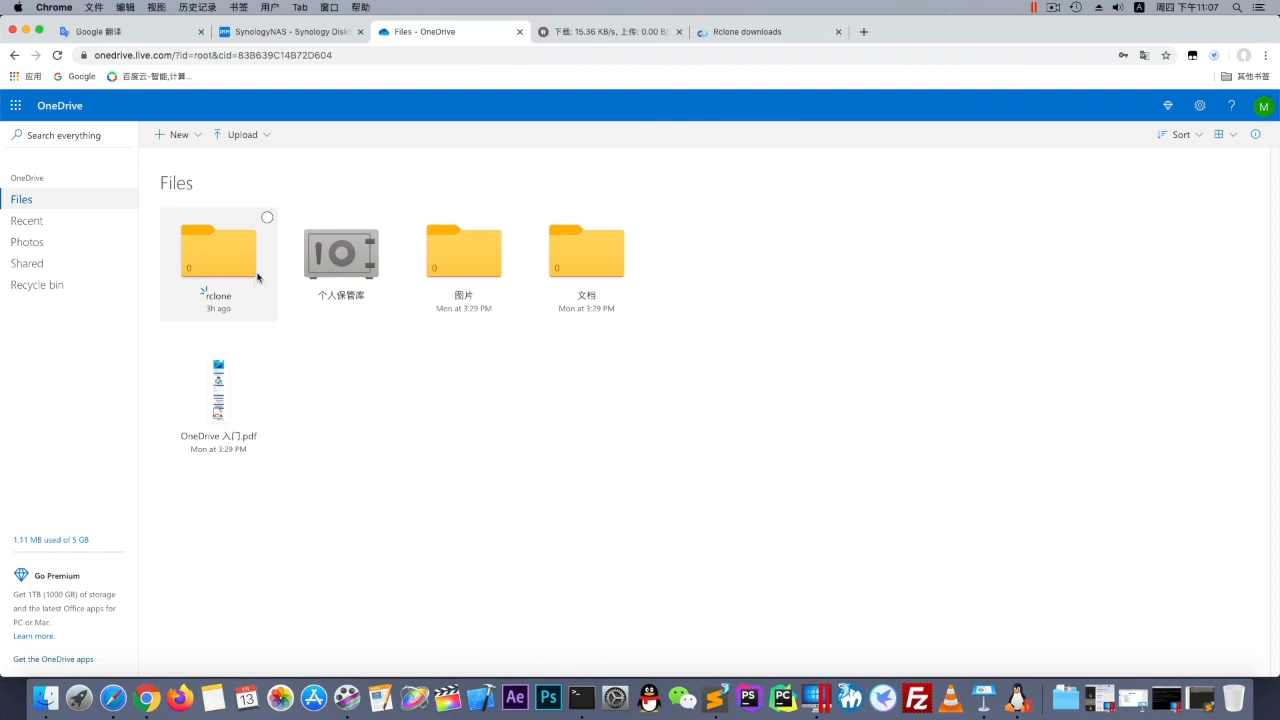 Chrome 文件 编辑 视图 历史记录 书签 用户 Tab 窗口 帮助 周四 下午11:07
Google 翻译 SynologyNAS - Synology Disk Files - OneDrive 下载: 15.36 KB/s, 上传: 0.00 B/ Rclone downloads
onedrive.live.com/?id=root&cid=83B639C14B72D604
应用 Google 百度云-智能,计算... 其他书签
OneDrive M
Search everything New Upload Sort
OneDrive
Files
Recent
Photos
Shared
Recycle bin
Files
0 0 0
rclone 个人保管库 图片 文档
3h ago Mon at 3:29 PM Mon at 3:29 PM
OneDrive 入门.pdf
Mon at 3:29 PM
1.11 MB used of 5 GB
Go Premium
Get 1TB (1000 GB) of storage
and the latest Office apps for
PC or Mac.
Learn more.
Get the OneDrive apps
13 Ae Ps PS PC Fz